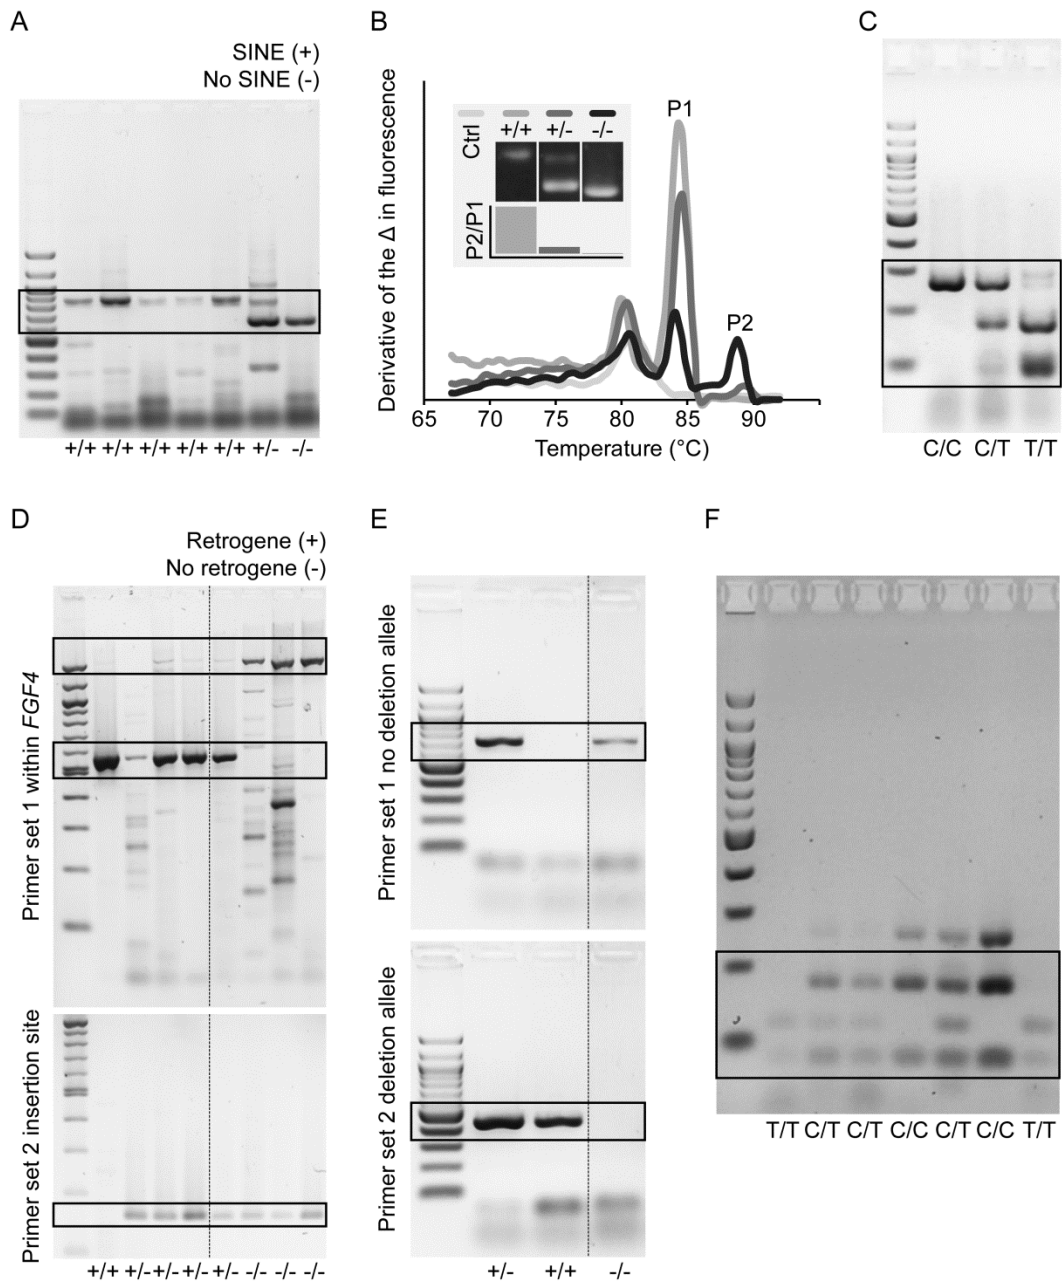 A
SINE (+)
No SINE (-)
+/+ +/+ +/+ +/+ +/+ +/- -/-
B
Derivative of the Δ in fluorescence
Ctrl
+/+ +/- -/-
P2/P1
P1
P2
65 70 75 80 85 90
Temperature (°C)
C
C/C C/T T/T
D
Retrogene (+)
No retrogene (-)
Primer set 1 within FGF4
Primer set 2 insertion site
+/+ +/- +/- +/- +/- -/- -/- -/-
E
Primer set 1 no deletion allele
Primer set 2 deletion allele
+/- +/+ -/-
F
T/T C/T C/T C/C C/T C/C T/T